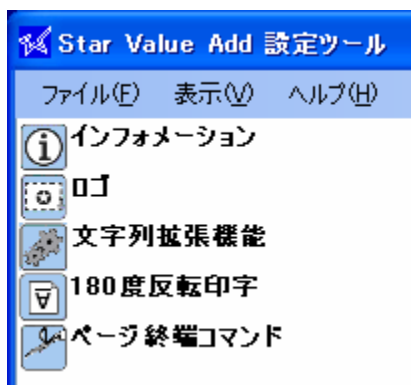 Star Value Add 設定ツール
ファイル(F) 表示(V) ヘルプ(H)
インフォメーション
ロゴ
文字列拡張機能
180度反転印字
ページ終端コマンド